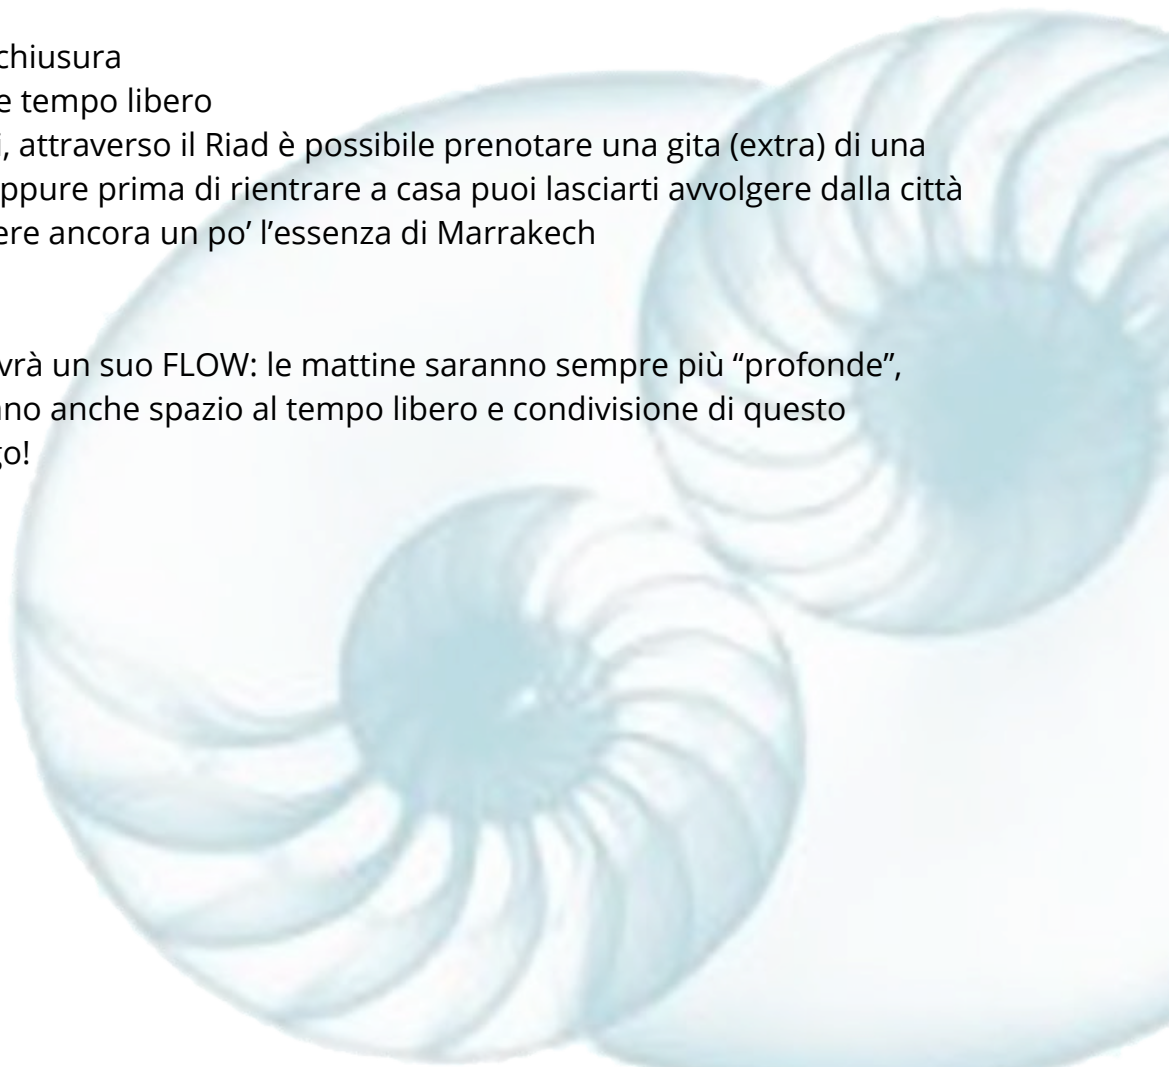 chiusura
e tempo libero
i, attraverso il Riad è possibile prenotare una gita (extra) di una
ppure prima di rientrare a casa puoi lasciarti avvolgere dalla città
ere ancora un po’ l’essenza di Marrakech
vrà un suo FLOW: le mattine saranno sempre più “profonde”,
no anche spazio al tempo libero e condivisione di questo
go!